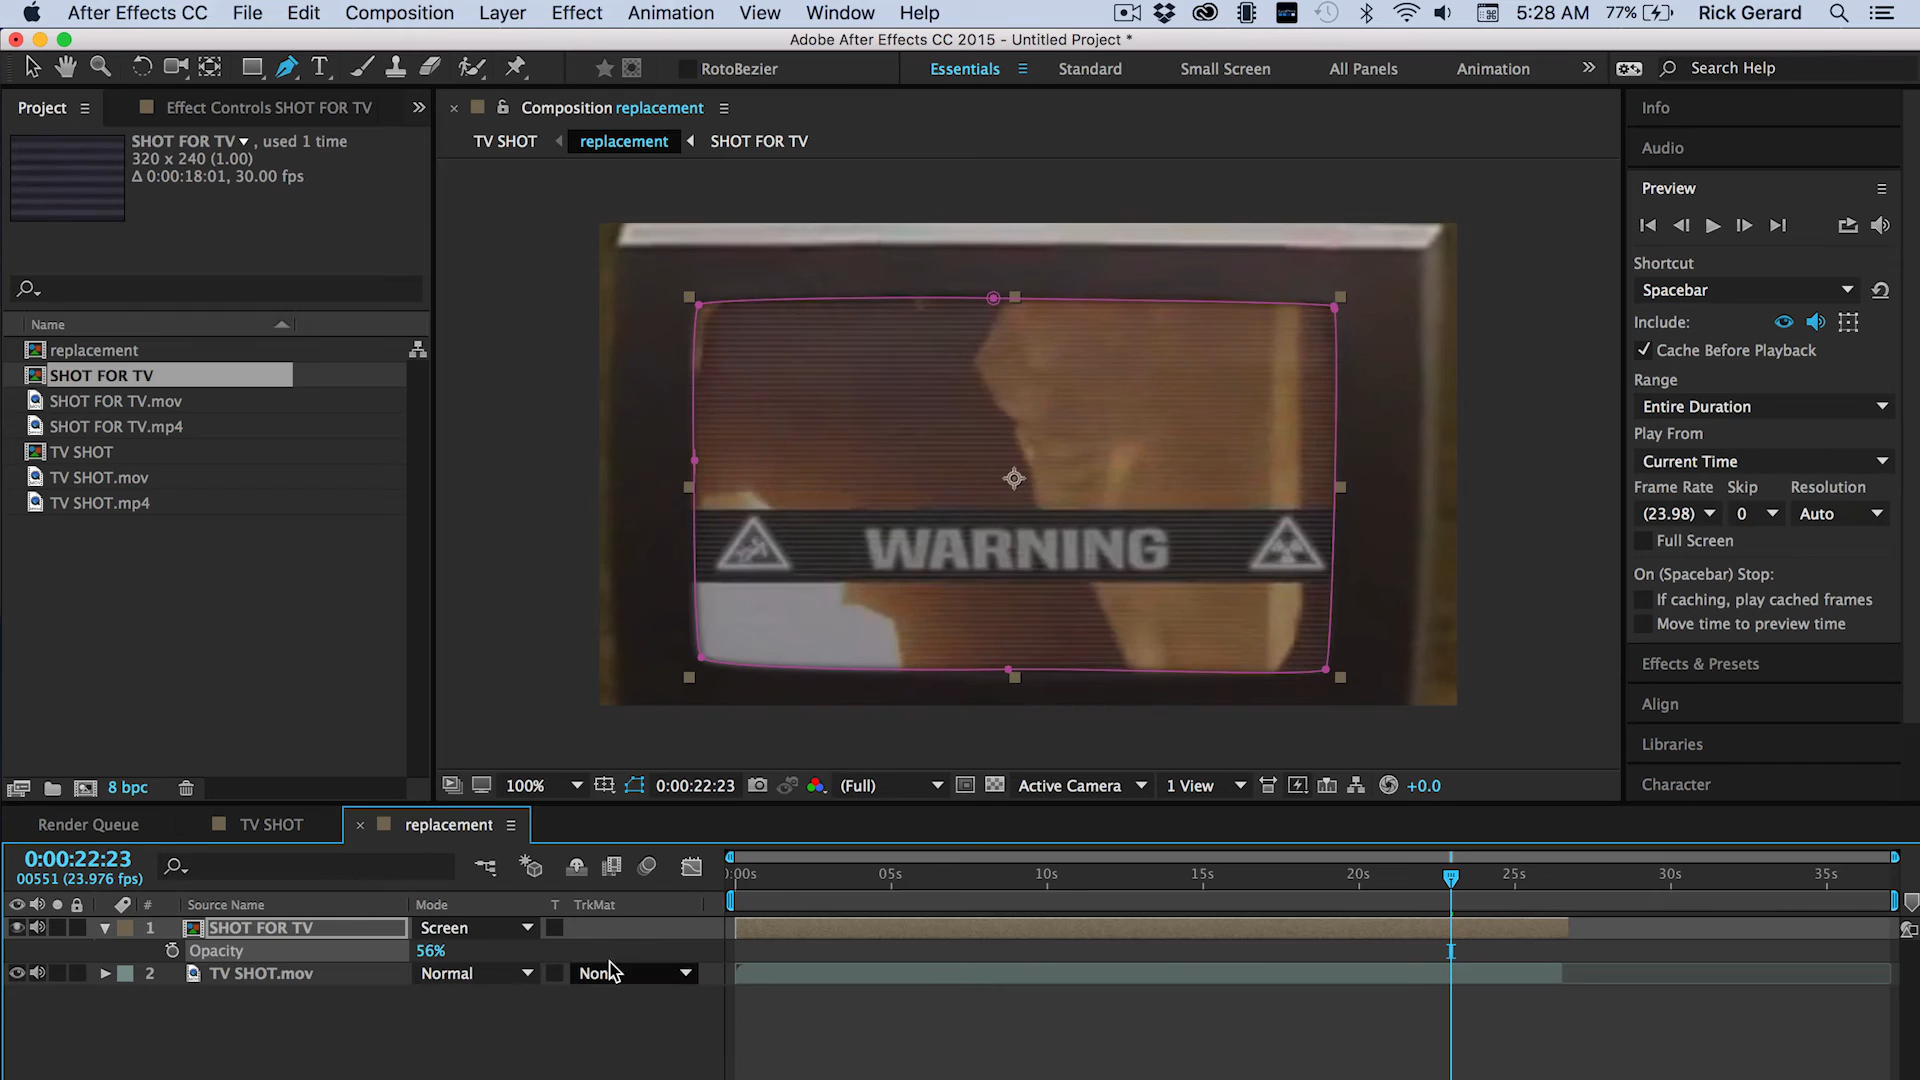 After Effects CC File Edit Composition Layer Effect Animation View Window Help 5:28 AM 77% Rick Gerard
Adobe After Effects CC 2015 - Untitled Project *
T RotoBezier Essentials Standard Small Screen All Panels Animation Search Help
Project Effect Controls SHOT FOR TV
Composition replacement
TV SHOT replacement SHOT FOR TV
SHOT FOR TV , used 1 time
320 x 240 (1.00)
Δ 0:00:18:01, 30.00 fps
Name
replacement
SHOT FOR TV
SHOT FOR TV.mov
SHOT FOR TV.mp4
TV SHOT
TV SHOT.mov
TV SHOT.mp4
8 bpc
WARNING
100% 0:00:22:23 (Full) Active Camera 1 View +0.0
Info
Audio
Preview
Shortcut
Spacebar
Include:
Cache Before Playback
Range
Entire Duration
Play From
Current Time
Frame Rate Skip Resolution
(23.98) 0 Auto
Full Screen
On (Spacebar) Stop:
If caching, play cached frames
Move time to preview time
Effects & Presets
Align
Libraries
Character
Render Queue TV SHOT replacement
0:00:22:23
00551 (23.976 fps)
:00s 05s 10s 15s 20s 25s 30s 35s
# Source Name Mode T TrkMat
1 SHOT FOR TV Screen
Opacity 56%
2 TV SHOT.mov Normal